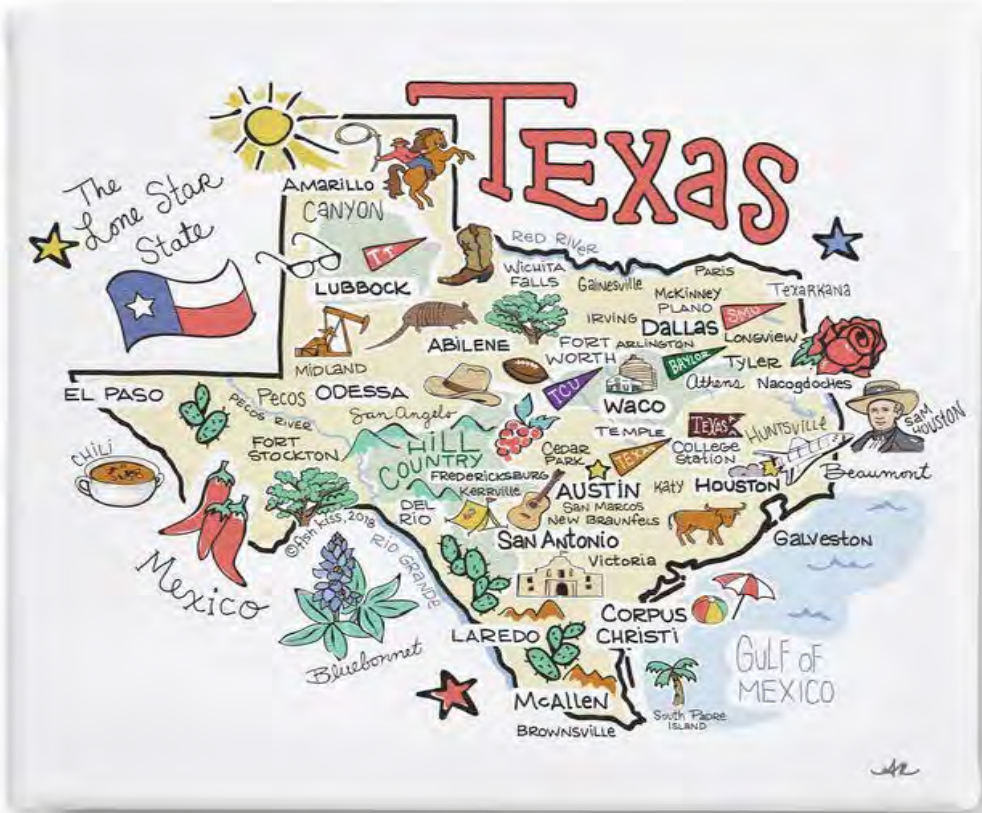 TEXAS
The
Lone Star
State
AMARILLO
CANYON
TT
LUBBOCK
RED RIVER
WICHITA
FALLS
Gainesville
PARIS
Texarkana
McKINNEY
PLANO
IRVING
DALLAS
SMU
ABILENE
FORT
WORTH
ARLINGTON
LONGVIEW
MIDLAND
BAYLOR
TYLER
EL PASO
Pecos
ODESSA
TCU
Athens
Nacogdoches
PECOS RIVER
San Angelo
WACO
SAM
HOUSTON
FORT
STOCKTON
HILL
COUNTRY
TEMPLE
TEXAS
TEXAS
COLLEGE
STATION
HUNTSVILLE
CHILI
CEDAR
PARK
FREDERICKSBURG
KERRVILLE
Beaumont
AUSTIN
KATY
HOUSTON
DEL
RIO
SAN MARCOS
NEW BRAUNFELS
©fish kiss, 2018
SAN ANTONIO
GALVESTON
RIO GRANDE
VICTORIA
Mexico
CORPUS
CHRISTI
LAREDO
Bluebonnet
GULF OF
MEXICO
McALLEN
SOUTH PADRE
ISLAND
BROWNSVILLE